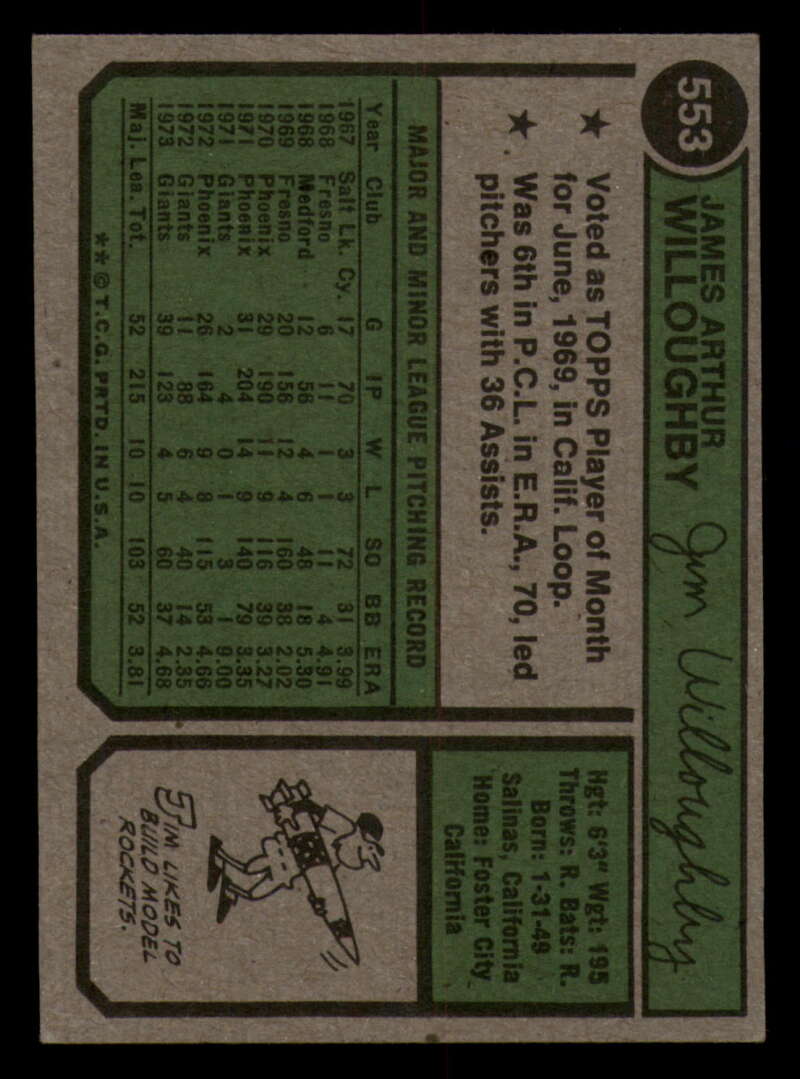 553
JAMES ARTHUR
WILLOUGHBY
Jim Willoughby
★ Voted as TOPPS Player of Month
for June, 1969, in Calif. Loop.
★ Was 6th in P.C.L. in E.R.A., 70, led
pitchers with 36 Assists.
Hgt: 6'3" Wgt: 195
Throws: R. Bats: R.
Born: 1-31-49
Salinas, California
Home: Foster City
California
MAJOR AND MINOR LEAGUE PITCHING RECORD
Year Club G IP W L SO BB ERA
1967 Salt Lk. Cy. 17 70 3 3 72 31 3.99
1968 Fresno 6 11 1 1 11 4 4.91
1968 Medford 12 56 4 6 48 18 5.30
1969 Fresno 20 156 12 4 160 38 2.02
1970 Phoenix 29 190 11 9 116 39 3.27
1971 Phoenix 31 204 14 9 140 79 3.35
1971 Giants 2 4 0 1 3 1 9.00
1972 Phoenix 26 164 9 8 115 53 4.66
1972 Giants 11 88 6 4 40 14 2.35
1973 Giants 39 123 4 5 60 37 4.68
Maj. Lea. Tot. 52 215 10 10 103 52 3.81
**© T.C.G. PRTD. IN U.S.A.
JIM LIKES TO
BUILD MODEL
ROCKETS.